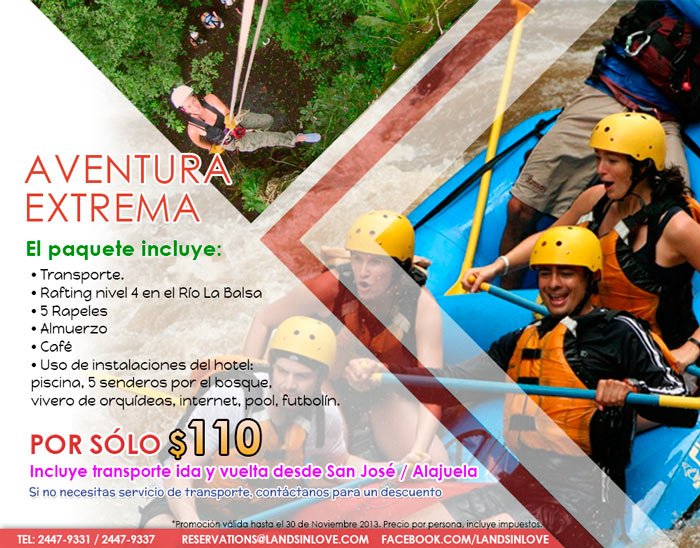 AVENTURA
EXTREMA
El paquete incluye:
• Transporte.
• Rafting nivel 4 en el Río La Balsa
• 5 Rapeles
• Almuerzo
• Café
• Uso de instalaciones del hotel:
piscina, 5 senderos por el bosque,
vivero de orquídeas, internet, pool, futbolín.
POR SÓLO $110
Incluye transporte ida y vuelta desde San José / Alajuela
Si no necesitas servicio de transporte, contáctanos para un descuento
*Promoción válida hasta el 30 de Noviembre 2013. Precio por persona, incluye impuestos.
TEL: 2447-9331 / 2447-9337 RESERVATIONS@LANDSINLOVE.COM FACEBOOK.COM/LANDSINLOVE